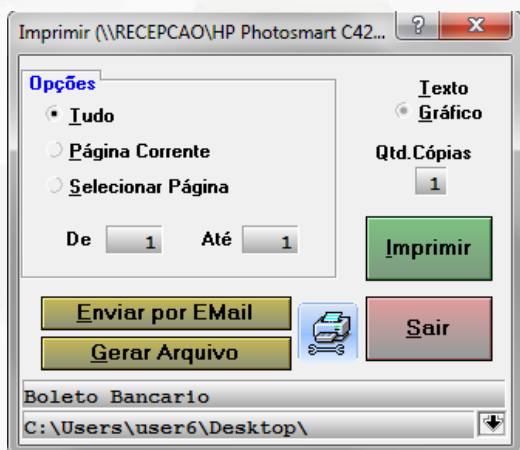 Imprimir (\\RECEPCAO\HP Photosmart C42...
Opções
Tudo
Página Corrente
Selecionar Página
De 1 Até 1
Texto
Gráfico
Qtd.Cópias
1
Imprimir
Enviar por EMail
Gerar Arquivo
Sair
Boleto Bancario
C:\Users\user6\Desktop\